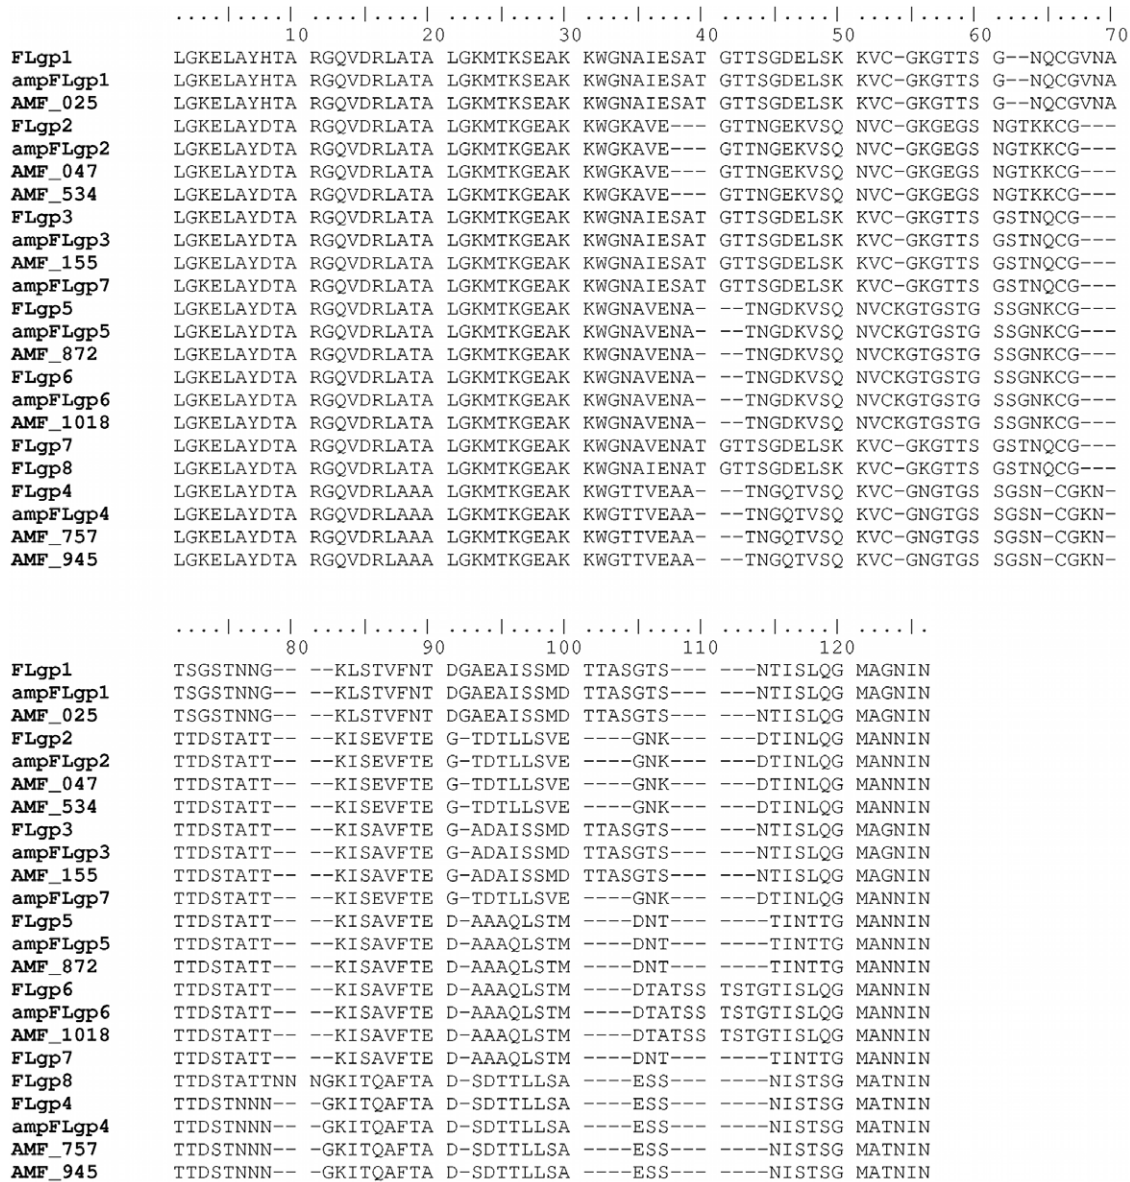 ....|....| ....|....| ....|....| ....|....| ....|....| ....|....| ....|....|
10 20 30 40 50 60 70
FLgp1 LGKELAYHTA RGQVDRLATA LGKMTKSEAK KWGNAIESAT GTTSGDELSK KVC-GKGTTS G--NQCGVNA
ampFLgp1 LGKELAYHTA RGQVDRLATA LGKMTKSEAK KWGNAIESAT GTTSGDELSK KVC-GKGTTS G--NQCGVNA
AMF_025 LGKELAYHTA RGQVDRLATA LGKMTKSEAK KWGNAIESAT GTTSGDELSK KVC-GKGTTS G--NQCGVNA
FLgp2 LGKELAYDTA RGQVDRLATA LGKMTKGEAK KWGKAVE--- GTTNGEKVSQ NVC-GKGEGS NGTKKCG---
ampFLgp2 LGKELAYDTA RGQVDRLATA LGKMTKGEAK KWGKAVE--- GTTNGEKVSQ NVC-GKGEGS NGTKKCG---
AMF_047 LGKELAYDTA RGQVDRLATA LGKMTKGEAK KWGKAVE--- GTTNGEKVSQ NVC-GKGEGS NGTKKCG---
AMF_534 LGKELAYDTA RGQVDRLATA LGKMTKGEAK KWGKAVE--- GTTNGEKVSQ NVC-GKGEGS NGTKKCG---
FLgp3 LGKELAYDTA RGQVDRLATA LGKMTKGEAK KWGNAIESAT GTTSGDELSK KVC-GKGTTS GSTNQCG---
ampFLgp3 LGKELAYDTA RGQVDRLATA LGKMTKGEAK KWGNAIESAT GTTSGDELSK KVC-GKGTTS GSTNQCG---
AMF_155 LGKELAYDTA RGQVDRLATA LGKMTKGEAK KWGNAIESAT GTTSGDELSK KVC-GKGTTS GSTNQCG---
ampFLgp7 LGKELAYDTA RGQVDRLATA LGKMTKGEAK KWGNAIESAT GTTSGDELSK KVC-GKGTTS GSTNQCG---
FLgp5 LGKELAYDTA RGQVDRLATA LGKMTKGEAK KWGNAVENA- --TNGDKVSQ NVCKGTGSTG SSGNKCG---
ampFLgp5 LGKELAYDTA RGQVDRLATA LGKMTKGEAK KWGNAVENA- --TNGDKVSQ NVCKGTGSTG SSGNKCG---
AMF_872 LGKELAYDTA RGQVDRLATA LGKMTKGEAK KWGNAVENA- --TNGDKVSQ NVCKGTGSTG SSGNKCG---
FLgp6 LGKELAYDTA RGQVDRLATA LGKMTKGEAK KWGNAVENA- --TNGDKVSQ NVCKGTGSTG SSGNKCG---
ampFLgp6 LGKELAYDTA RGQVDRLATA LGKMTKGEAK KWGNAVENA- --TNGDKVSQ NVCKGTGSTG SSGNKCG---
AMF_1018 LGKELAYDTA RGQVDRLATA LGKMTKGEAK KWGNAVENA- --TNGDKVSQ NVCKGTGSTG SSGNKCG---
FLgp7 LGKELAYDTA RGQVDRLATA LGKMTKGEAK KWGNAVENAT GTTSGDELSK KVC-GKGTTS GSTNQCG---
FLgp8 LGKELAYDTA RGQVDRLATA LGKMTKGEAK KWGNAIENAT GTTSGDELSK KVC-GKGTTS GSTNQCG---
FLgp4 LGKELAYDTA RGQVDRLAAA LGKMTKGEAK KWGTTVEAA- --TNGQTVSQ KVC-GNGTGS SGSN-CGKN-
ampFLgp4 LGKELAYDTA RGQVDRLAAA LGKMTKGEAK KWGTTVEAA- --TNGQTVSQ KVC-GNGTGS SGSN-CGKN-
AMF_757 LGKELAYDTA RGQVDRLAAA LGKMTKGEAK KWGTTVEAA- --TNGQTVSQ KVC-GNGTGS SGSN-CGKN-
AMF_945 LGKELAYDTA RGQVDRLAAA LGKMTKGEAK KWGTTVEAA- --TNGQTVSQ KVC-GNGTGS SGSN-CGKN-
....|....| ....|....| ....|....| ....|....| ....|....| ....|.
80 90 100 110 120
FLgp1 TSGSTNNG-- --KLSTVFNT DGAEAISSMD TTASGTS--- ---NTISLQG MAGNIN
ampFLgp1 TSGSTNNG-- --KLSTVFNT DGAEAISSMD TTASGTS--- ---NTISLQG MAGNIN
AMF_025 TSGSTNNG-- --KLSTVFNT DGAEAISSMD TTASGTS--- ---NTISLQG MAGNIN
FLgp2 TTDSTATT-- --KISEVFTE G-TDTLLSVE ----GNK--- ---DTINLQG MANNIN
ampFLgp2 TTDSTATT-- --KISEVFTE G-TDTLLSVE ----GNK--- ---DTINLQG MANNIN
AMF_047 TTDSTATT-- --KISEVFTE G-TDTLLSVE ----GNK--- ---DTINLQG MANNIN
AMF_534 TTDSTATT-- --KISEVFTE G-TDTLLSVE ----GNK--- ---DTINLQG MANNIN
FLgp3 TTDSTATT-- --KISAVFTE G-ADAISSMD TTASGTS--- ---NTISLQG MAGNIN
ampFLgp3 TTDSTATT-- --KISAVFTE G-ADAISSMD TTASGTS--- ---NTISLQG MAGNIN
AMF_155 TTDSTATT-- --KISAVFTE G-ADAISSMD TTASGTS--- ---NTISLQG MAGNIN
ampFLgp7 TTDSTATT-- --KISAVFTE G-TDTLLSVE ----GNK--- ---DTINLQG MANNIN
FLgp5 TTDSTATT-- --KISAVFTE D-AAAQLSTM ----DNT--- ----TINTTG MANNIN
ampFLgp5 TTDSTATT-- --KISAVFTE D-AAAQLSTM ----DNT--- ----TINTTG MANNIN
AMF_872 TTDSTATT-- --KISAVFTE D-AAAQLSTM ----DNT--- ----TINTTG MANNIN
FLgp6 TTDSTATT-- --KISAVFTE D-AAAQLSTM ----DTATSS TSTGTISLQG MANNIN
ampFLgp6 TTDSTATT-- --KISAVFTE D-AAAQLSTM ----DTATSS TSTGTISLQG MANNIN
AMF_1018 TTDSTATT-- --KISAVFTE D-AAAQLSTM ----DTATSS TSTGTISLQG MANNIN
FLgp7 TTDSTATT-- --KISAVFTE D-AAAQLSTM ----DNT--- ----TINTTG MANNIN
FLgp8 TTDSTATTNN NGKITQAFTA D-SDTTLLSA ----ESS--- ----NISTSG MATNIN
FLgp4 TTDSTNNN-- -GKITQAFTA D-SDTTLLSA ----ESS--- ----NISTSG MATNIN
ampFLgp4 TTDSTNNN-- -GKITQAFTA D-SDTTLLSA ----ESS--- ----NISTSG MATNIN
AMF_757 TTDSTNNN-- -GKITQAFTA D-SDTTLLSA ----ESS--- ----NISTSG MATNIN
AMF_945 TTDSTNNN-- -GKITQAFTA D-SDTTLLSA ----ESS--- ----NISTSG MATNIN